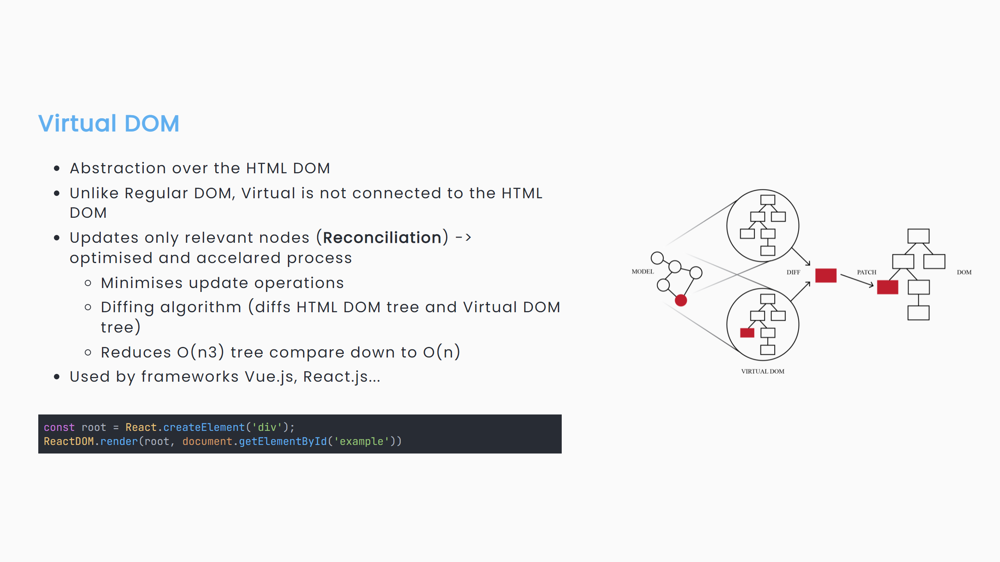 Virtual DOM
Abstraction over the HTML DOM
Unlike Regular DOM, Virtual is not connected to the HTML
DOM
Updates only relevant nodes (Reconciliation) ->
optimised and accelared process
Minimises update operations
Diffing algorithm (diffs HTML DOM tree and Virtual DOM
tree)
Reduces O(n3) tree compare down to O(n)
Used by frameworks Vue.js, React.js...
const root = React.createElement('div');
ReactDOM.render(root, document.getElementById('example'))
MODEL
DIFF
PATCH
DOM
VIRTUAL DOM